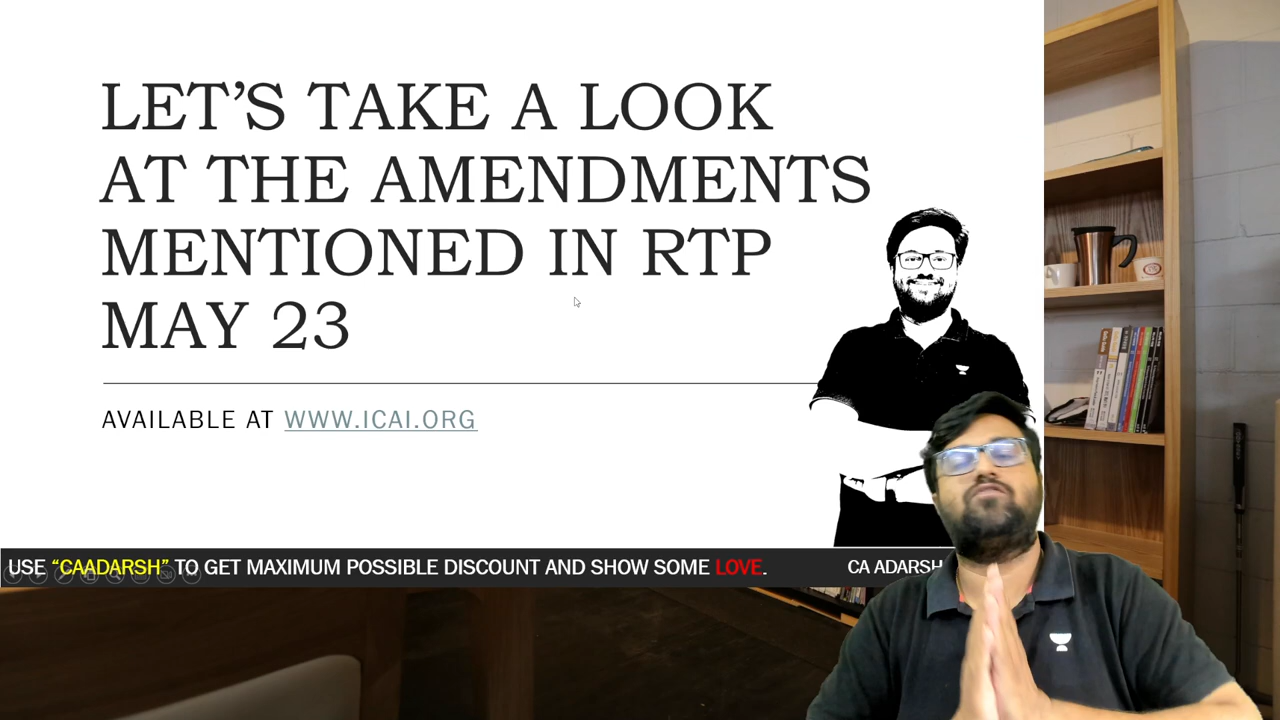 LET’S TAKE A LOOK
AT THE AMENDMENTS
MENTIONED IN RTP
MAY 23
AVAILABLE AT WWW.ICAI.ORG
USE “CAADARSH” TO GET MAXIMUM POSSIBLE DISCOUNT AND SHOW SOME LOVE. CA ADARSH